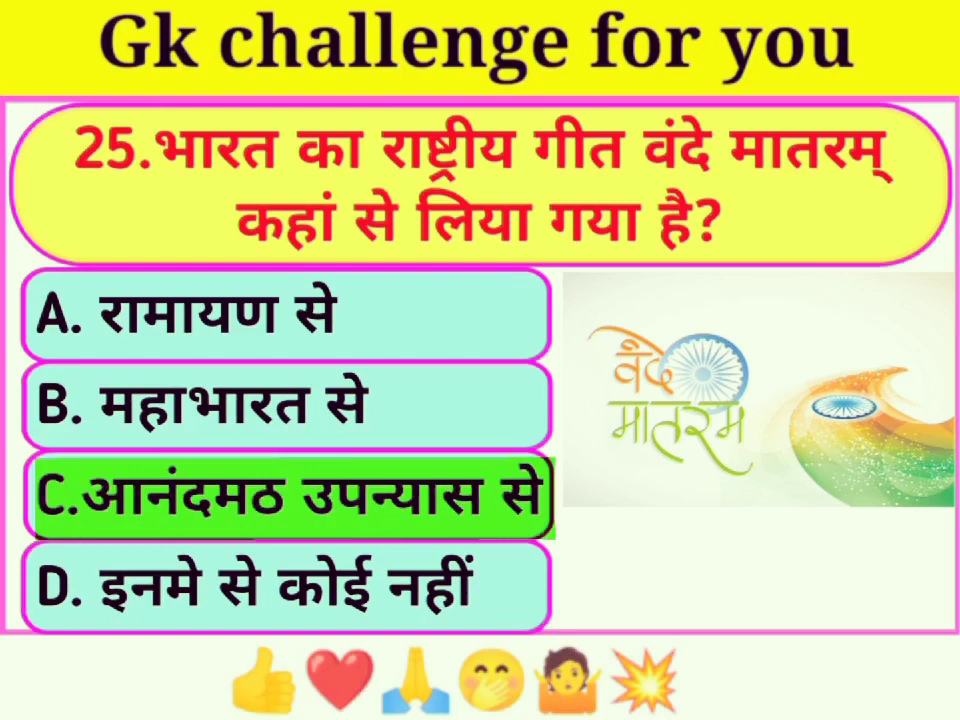 Gk challenge for you
25.भारत का राष्ट्रीय गीत वंदे मातरम्
कहां से लिया गया है?
A. रामायण से
B. महाभारत से
C.आनंदमठ उपन्यास से
D. इनमे से कोई नहीं
वंदे
मातरम